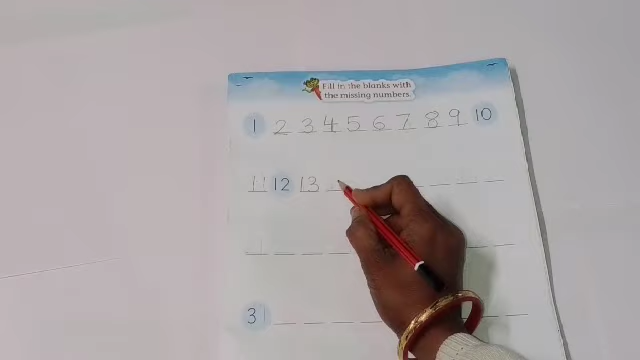 Fill in the blanks with
the missing numbers.
1 2 3 4 5 6 7 8 9 10
11 12 13
31